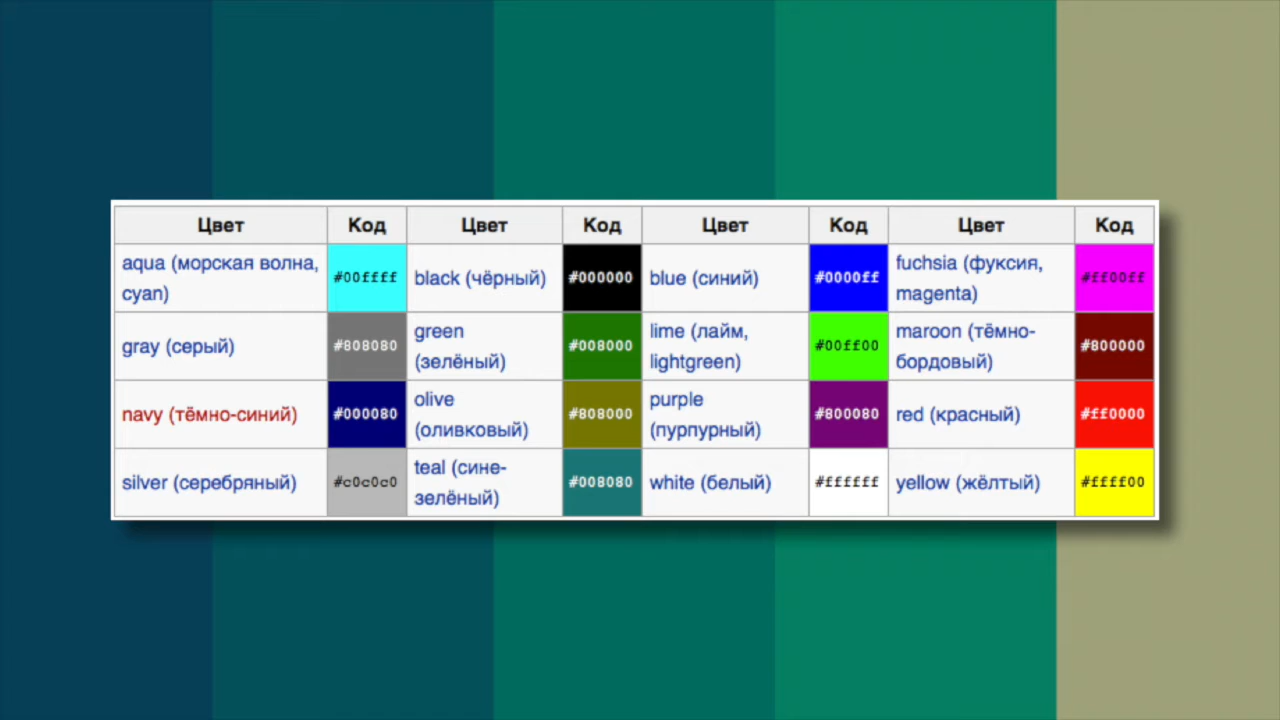 Цвет Код Цвет Код Цвет Код Цвет Код
aqua (морская волна, cyan) #00ffff black (чёрный) #000000 blue (синий) #0000ff fuchsia (фуксия, magenta) #ff00ff
gray (серый) #808080 green (зелёный) #008000 lime (лайм, lightgreen) #00ff00 maroon (тёмно-бордовый) #800000
navy (тёмно-синий) #000080 olive (оливковый) #808000 purple (пурпурный) #800080 red (красный) #ff0000
silver (серебряный) #c0c0c0 teal (сине-зелёный) #008080 white (белый) #ffffff yellow (жёлтый) #ffff00